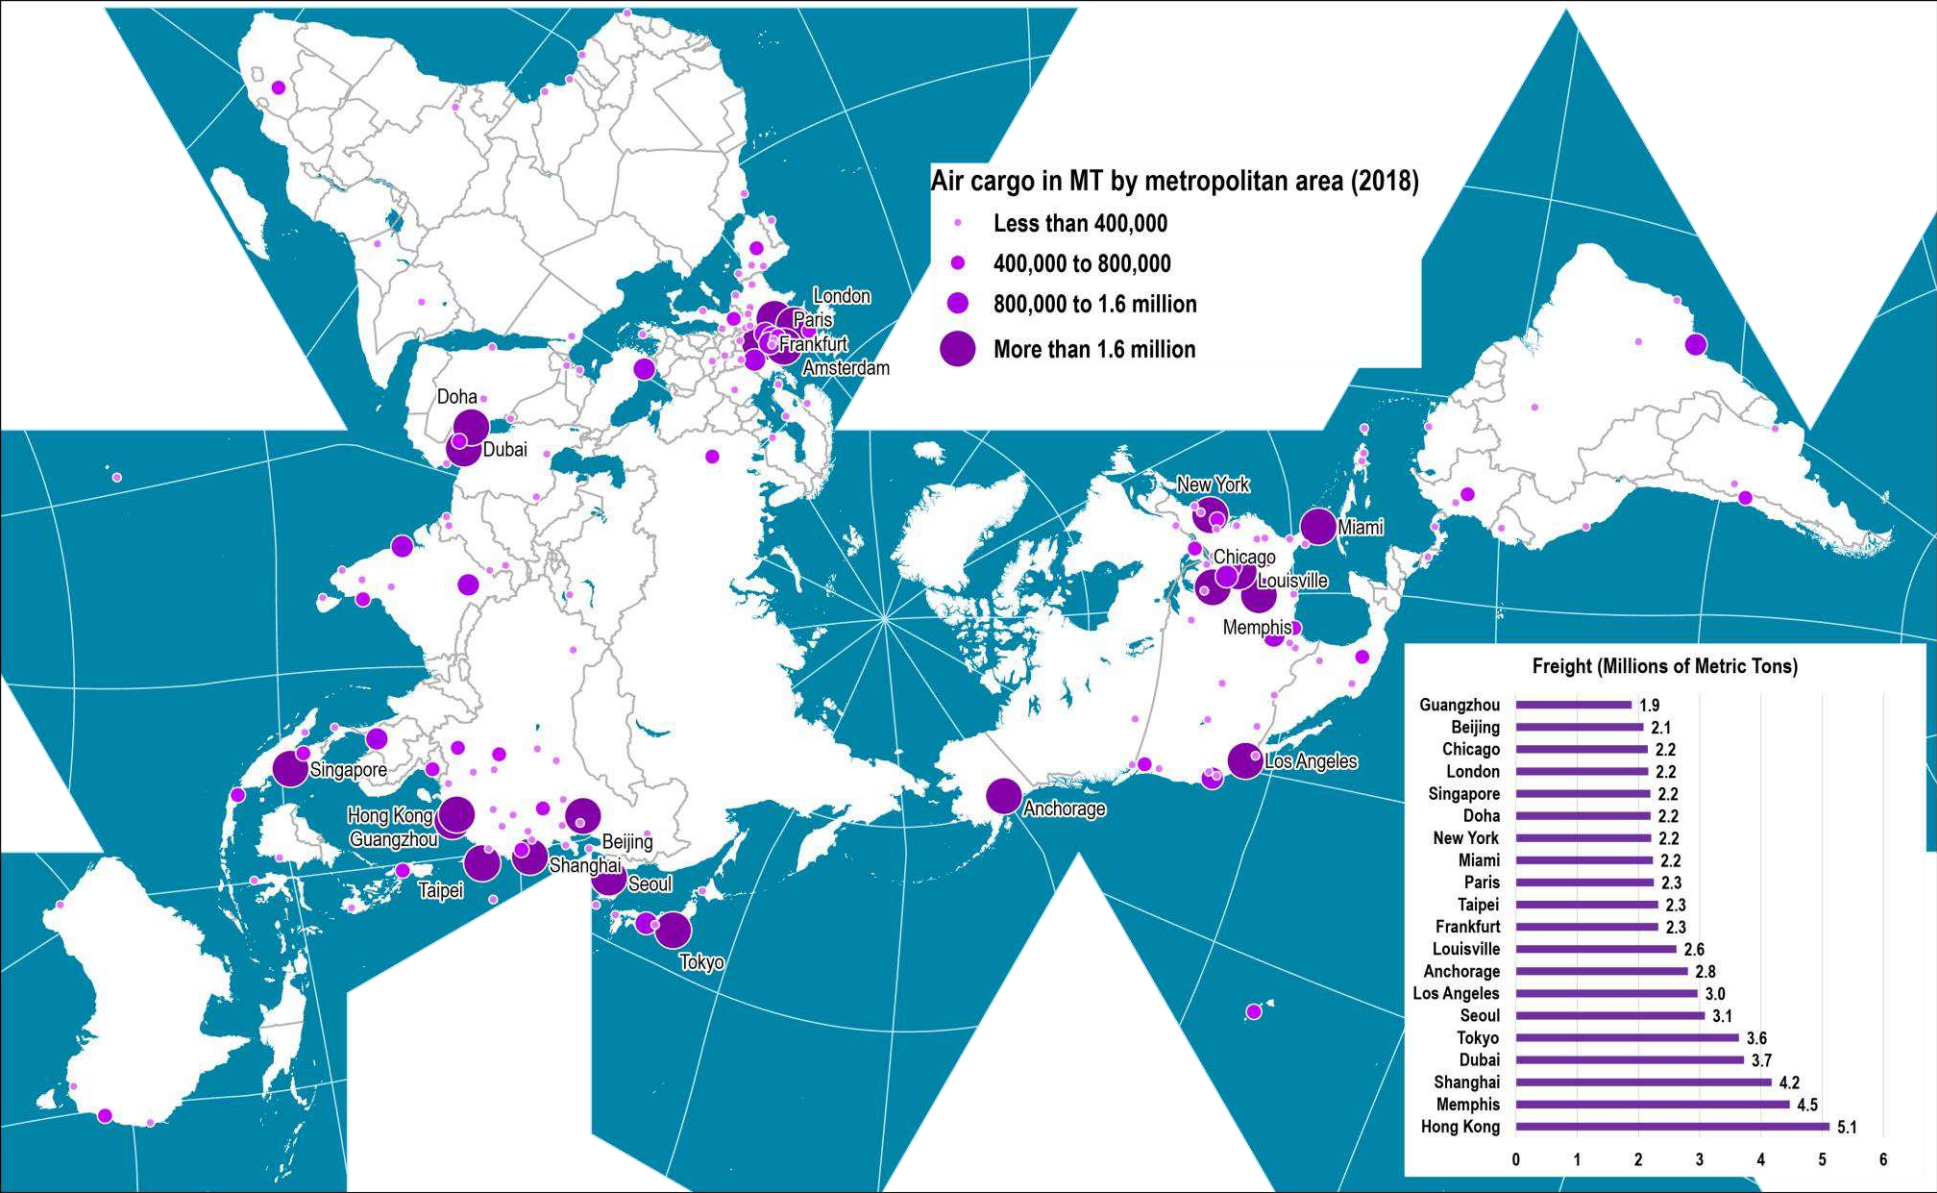 Air cargo in MT by metropolitan area (2018)
Less than 400,000
400,000 to 800,000
800,000 to 1.6 million
More than 1.6 million
London
Paris
Frankfurt
Amsterdam
Doha
Dubai
New York
Miami
Chicago
Louisville
Memphis
Los Angeles
Anchorage
Singapore
Hong Kong
Guangzhou
Beijing
Shanghai
Taipei
Seoul
Tokyo
Freight (Millions of Metric Tons)
Guangzhou 1.9
Beijing 2.1
Chicago 2.2
London 2.2
Singapore 2.2
Doha 2.2
New York 2.2
Miami 2.2
Paris 2.3
Taipei 2.3
Frankfurt 2.3
Louisville 2.6
Anchorage 2.8
Los Angeles 3.0
Seoul 3.1
Tokyo 3.6
Dubai 3.7
Shanghai 4.2
Memphis 4.5
Hong Kong 5.1
0 1 2 3 4 5 6